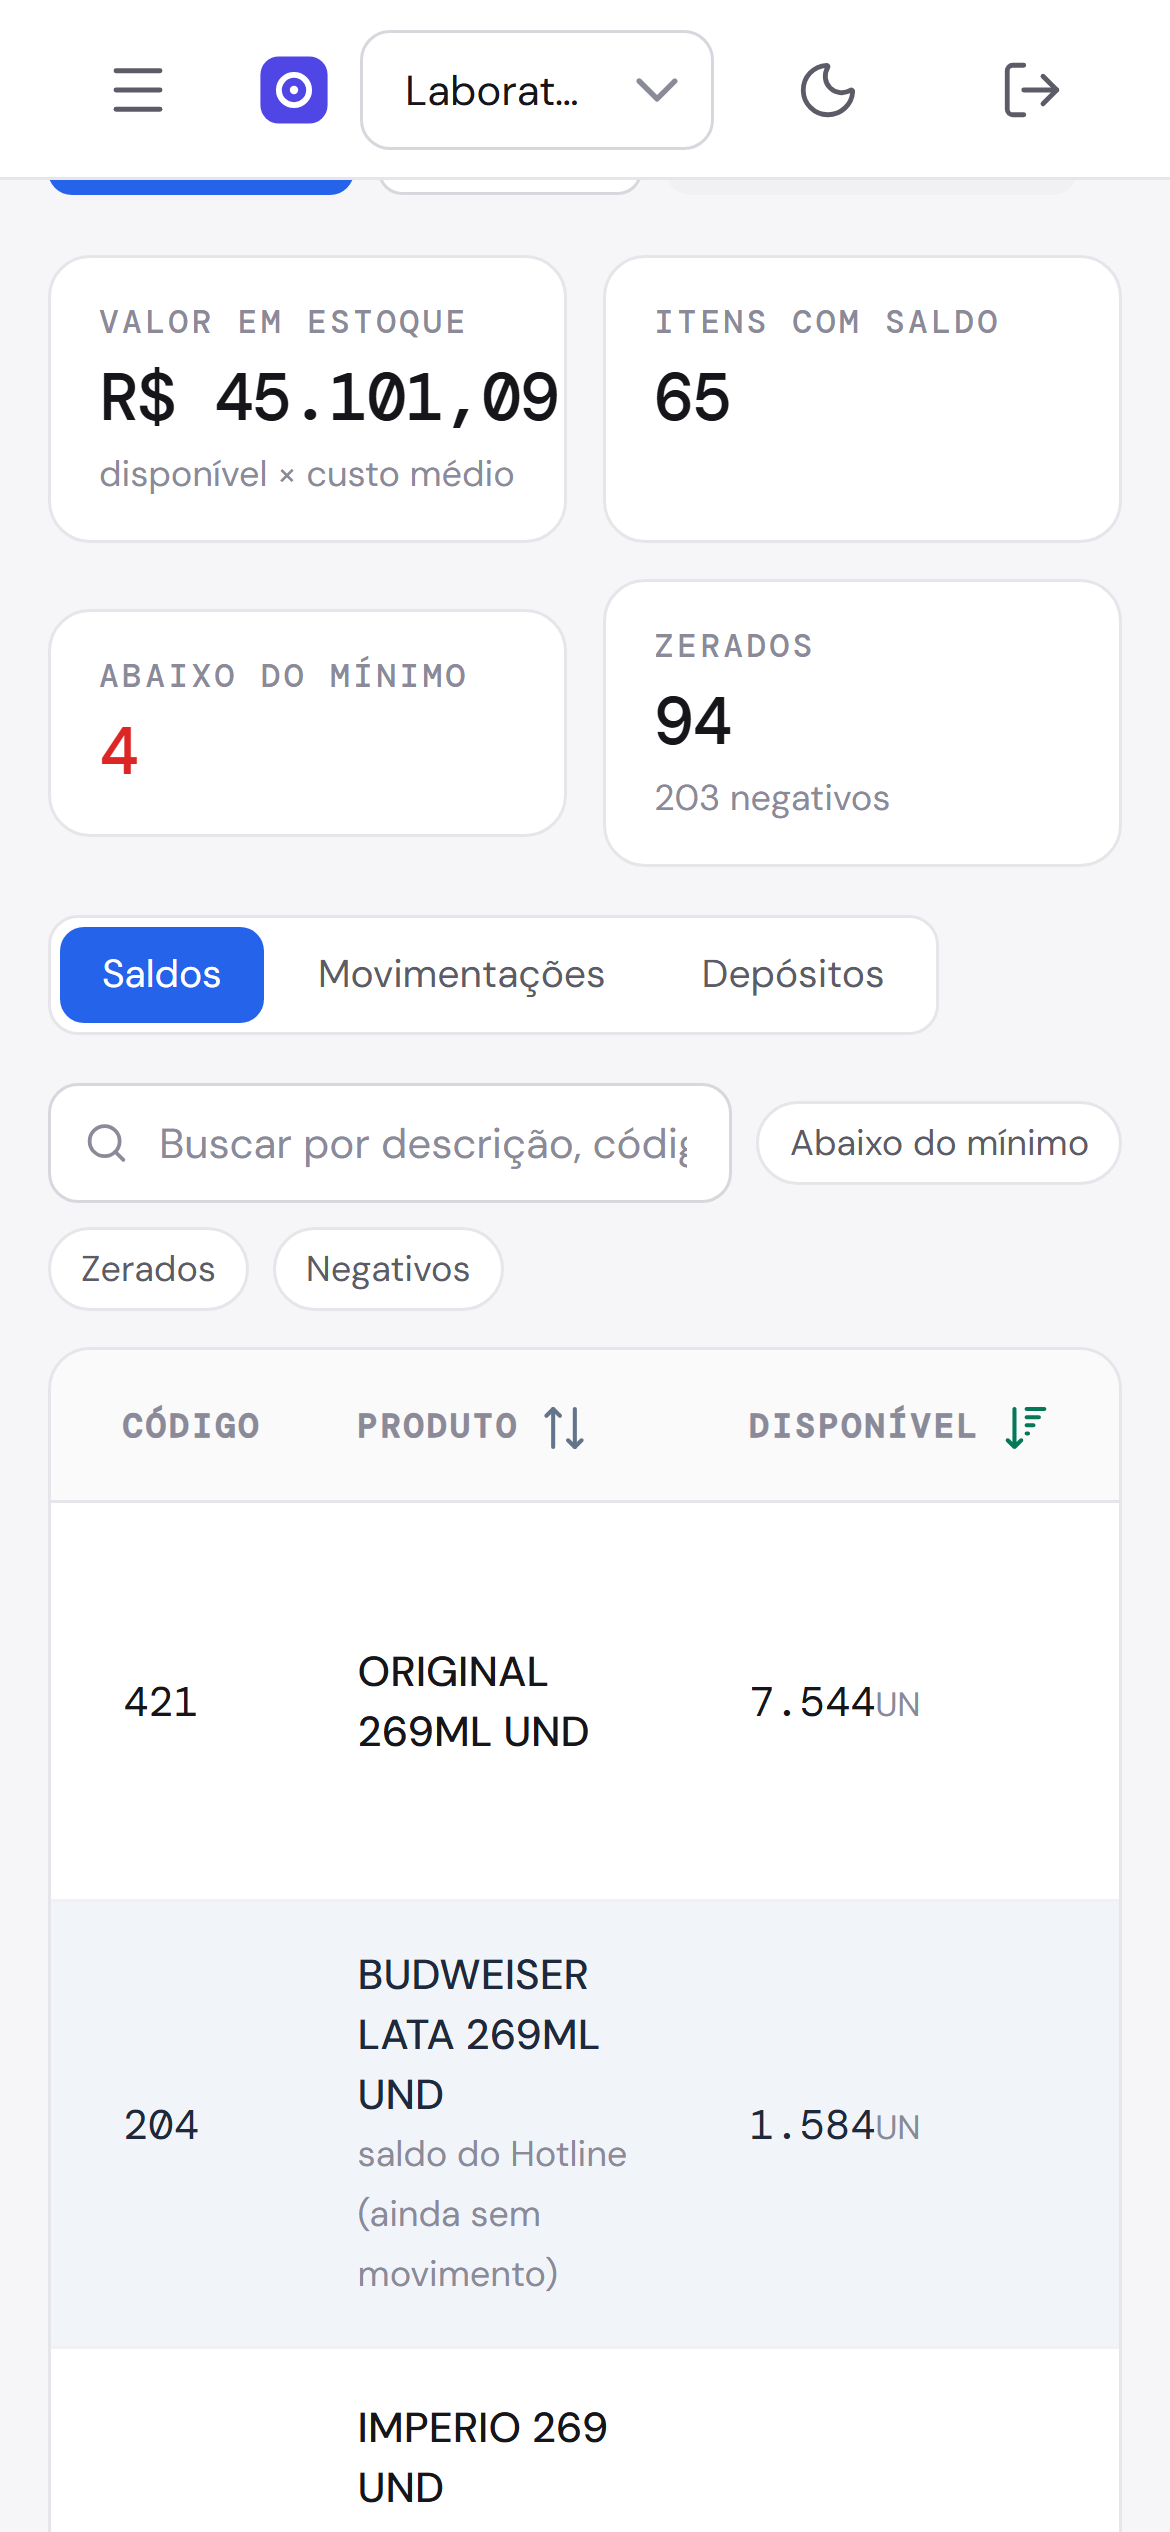 Laborat...
VALOR EM ESTOQUE
R$ 45.101,09
disponível × custo médio
ITENS COM SALDO
65
ABAIXO DO MÍNIMO
4
ZERADOS
94
203 negativos
Saldos
Movimentações
Depósitos
Buscar por descrição, códig
Abaixo do mínimo
Zerados
Negativos
CÓDIGO
PRODUTO
DISPONÍVEL
421
ORIGINAL
269ML UND
7.544UN
204
BUDWEISER
LATA 269ML
UND
saldo do Hotline
(ainda sem
movimento)
1.584UN
IMPERIO 269
UND